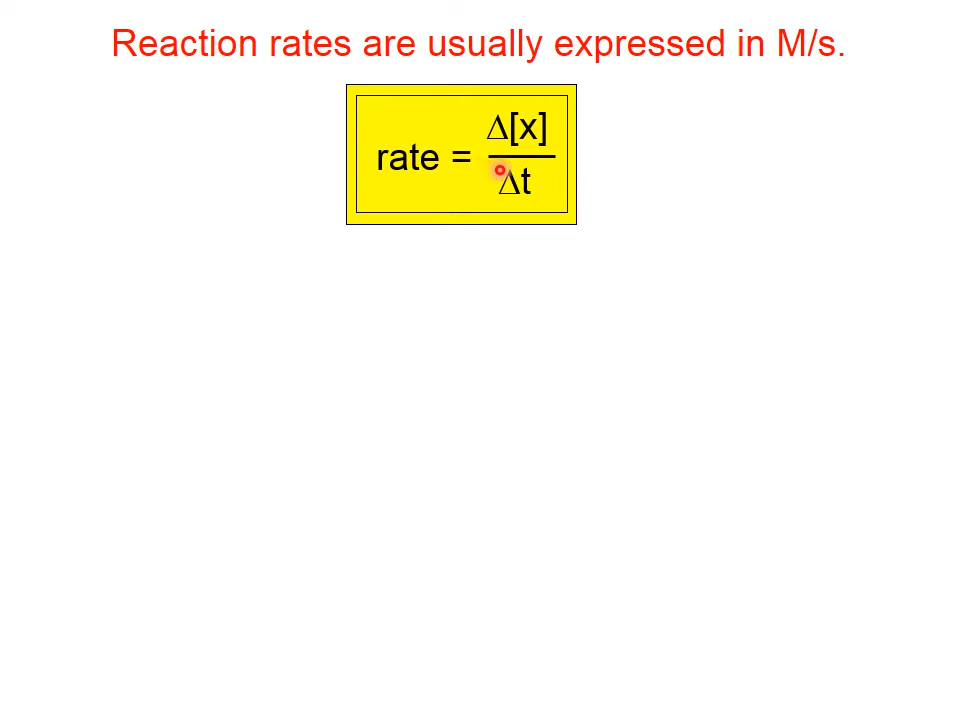 Reaction rates are usually expressed in M/s.
rate = Δ[x]
Δt